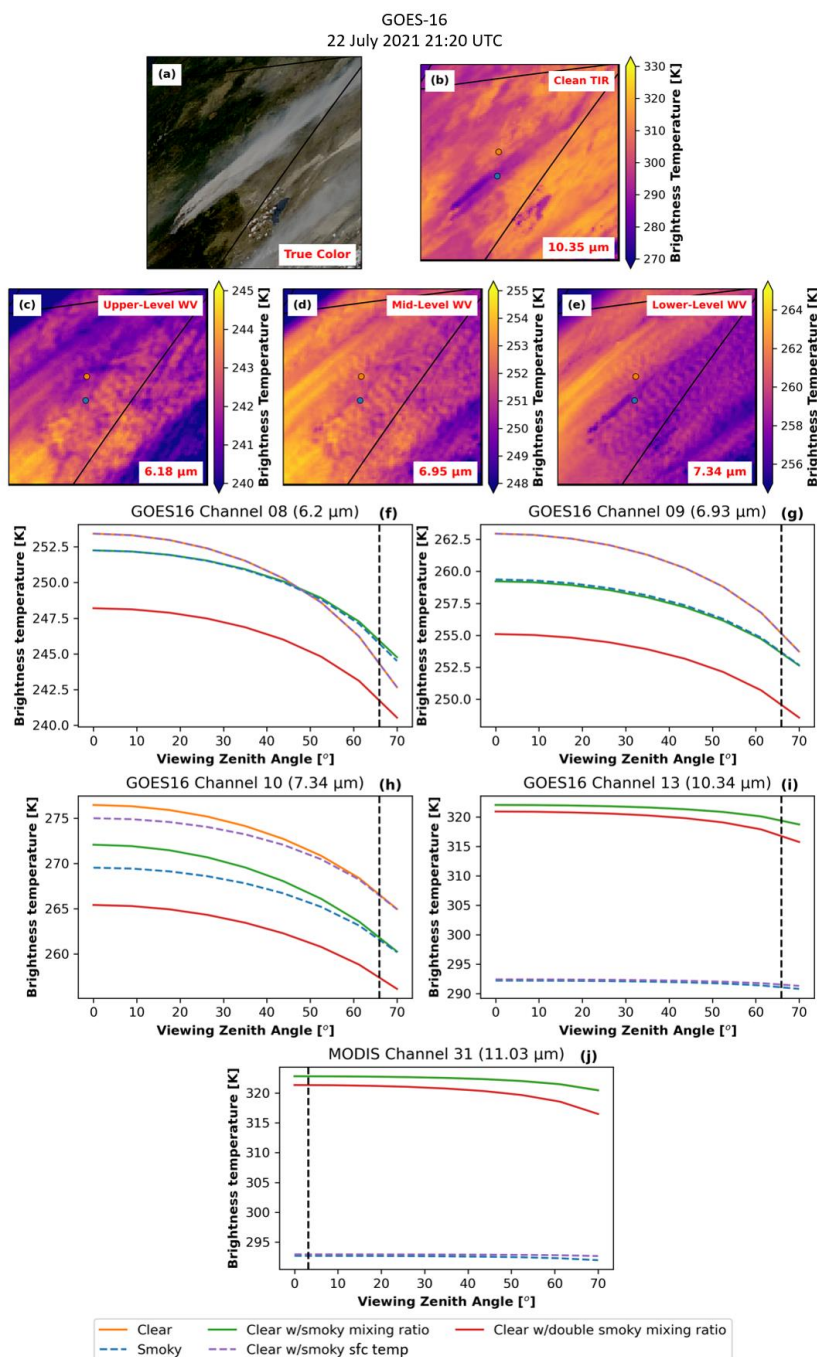 GOES-16
22 July 2021 21:20 UTC
(a)
True Color
(b)
Clean TIR
10.35 µm
330
320
310
300
290
280
270
Brightness Temperature [K]
(c)
Upper-Level WV
6.18 µm
245
244
243
242
241
240
Brightness Temperature [K]
(d)
Mid-Level WV
6.95 µm
255
254
253
252
251
250
249
248
Brightness Temperature [K]
(e)
Lower-Level WV
7.34 µm
264
262
260
258
256
Brightness Temperature [K]
GOES16 Channel 08 (6.2 µm) (f)
Brightness temperature [K]
252.5
250.0
247.5
245.0
242.5
240.0
0 10 20 30 40 50 60 70
Viewing Zenith Angle [°]
GOES16 Channel 09 (6.93 µm) (g)
Brightness temperature [K]
262.5
260.0
257.5
255.0
252.5
250.0
0 10 20 30 40 50 60 70
Viewing Zenith Angle [°]
GOES16 Channel 10 (7.34 µm) (h)
Brightness temperature [K]
275
270
265
260
0 10 20 30 40 50 60 70
Viewing Zenith Angle [°]
GOES16 Channel 13 (10.34 µm) (i)
Brightness temperature [K]
320
315
310
305
300
295
290
0 10 20 30 40 50 60 70
Viewing Zenith Angle [°]
MODIS Channel 31 (11.03 µm) (j)
Brightness temperature [K]
320
315
310
305
300
295
0 10 20 30 40 50 60 70
Viewing Zenith Angle [°]
Clear Clear w/smoky mixing ratio Clear w/double smoky mixing ratio
Smoky Clear w/smoky sfc temp